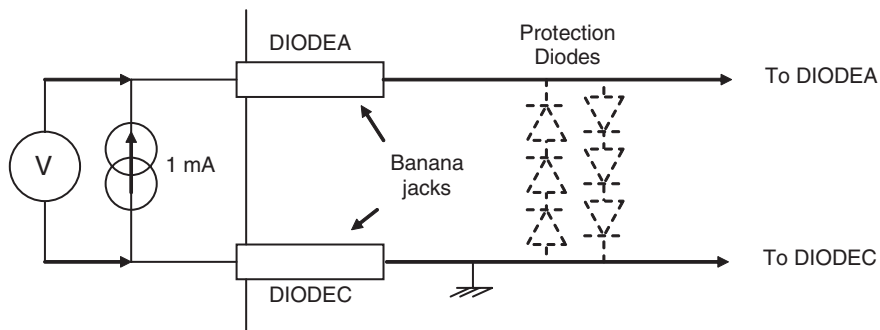 DIODEA
Protection
Diodes
To DIODEA
V
1 mA
Banana
jacks
To DIODEC
DIODEC